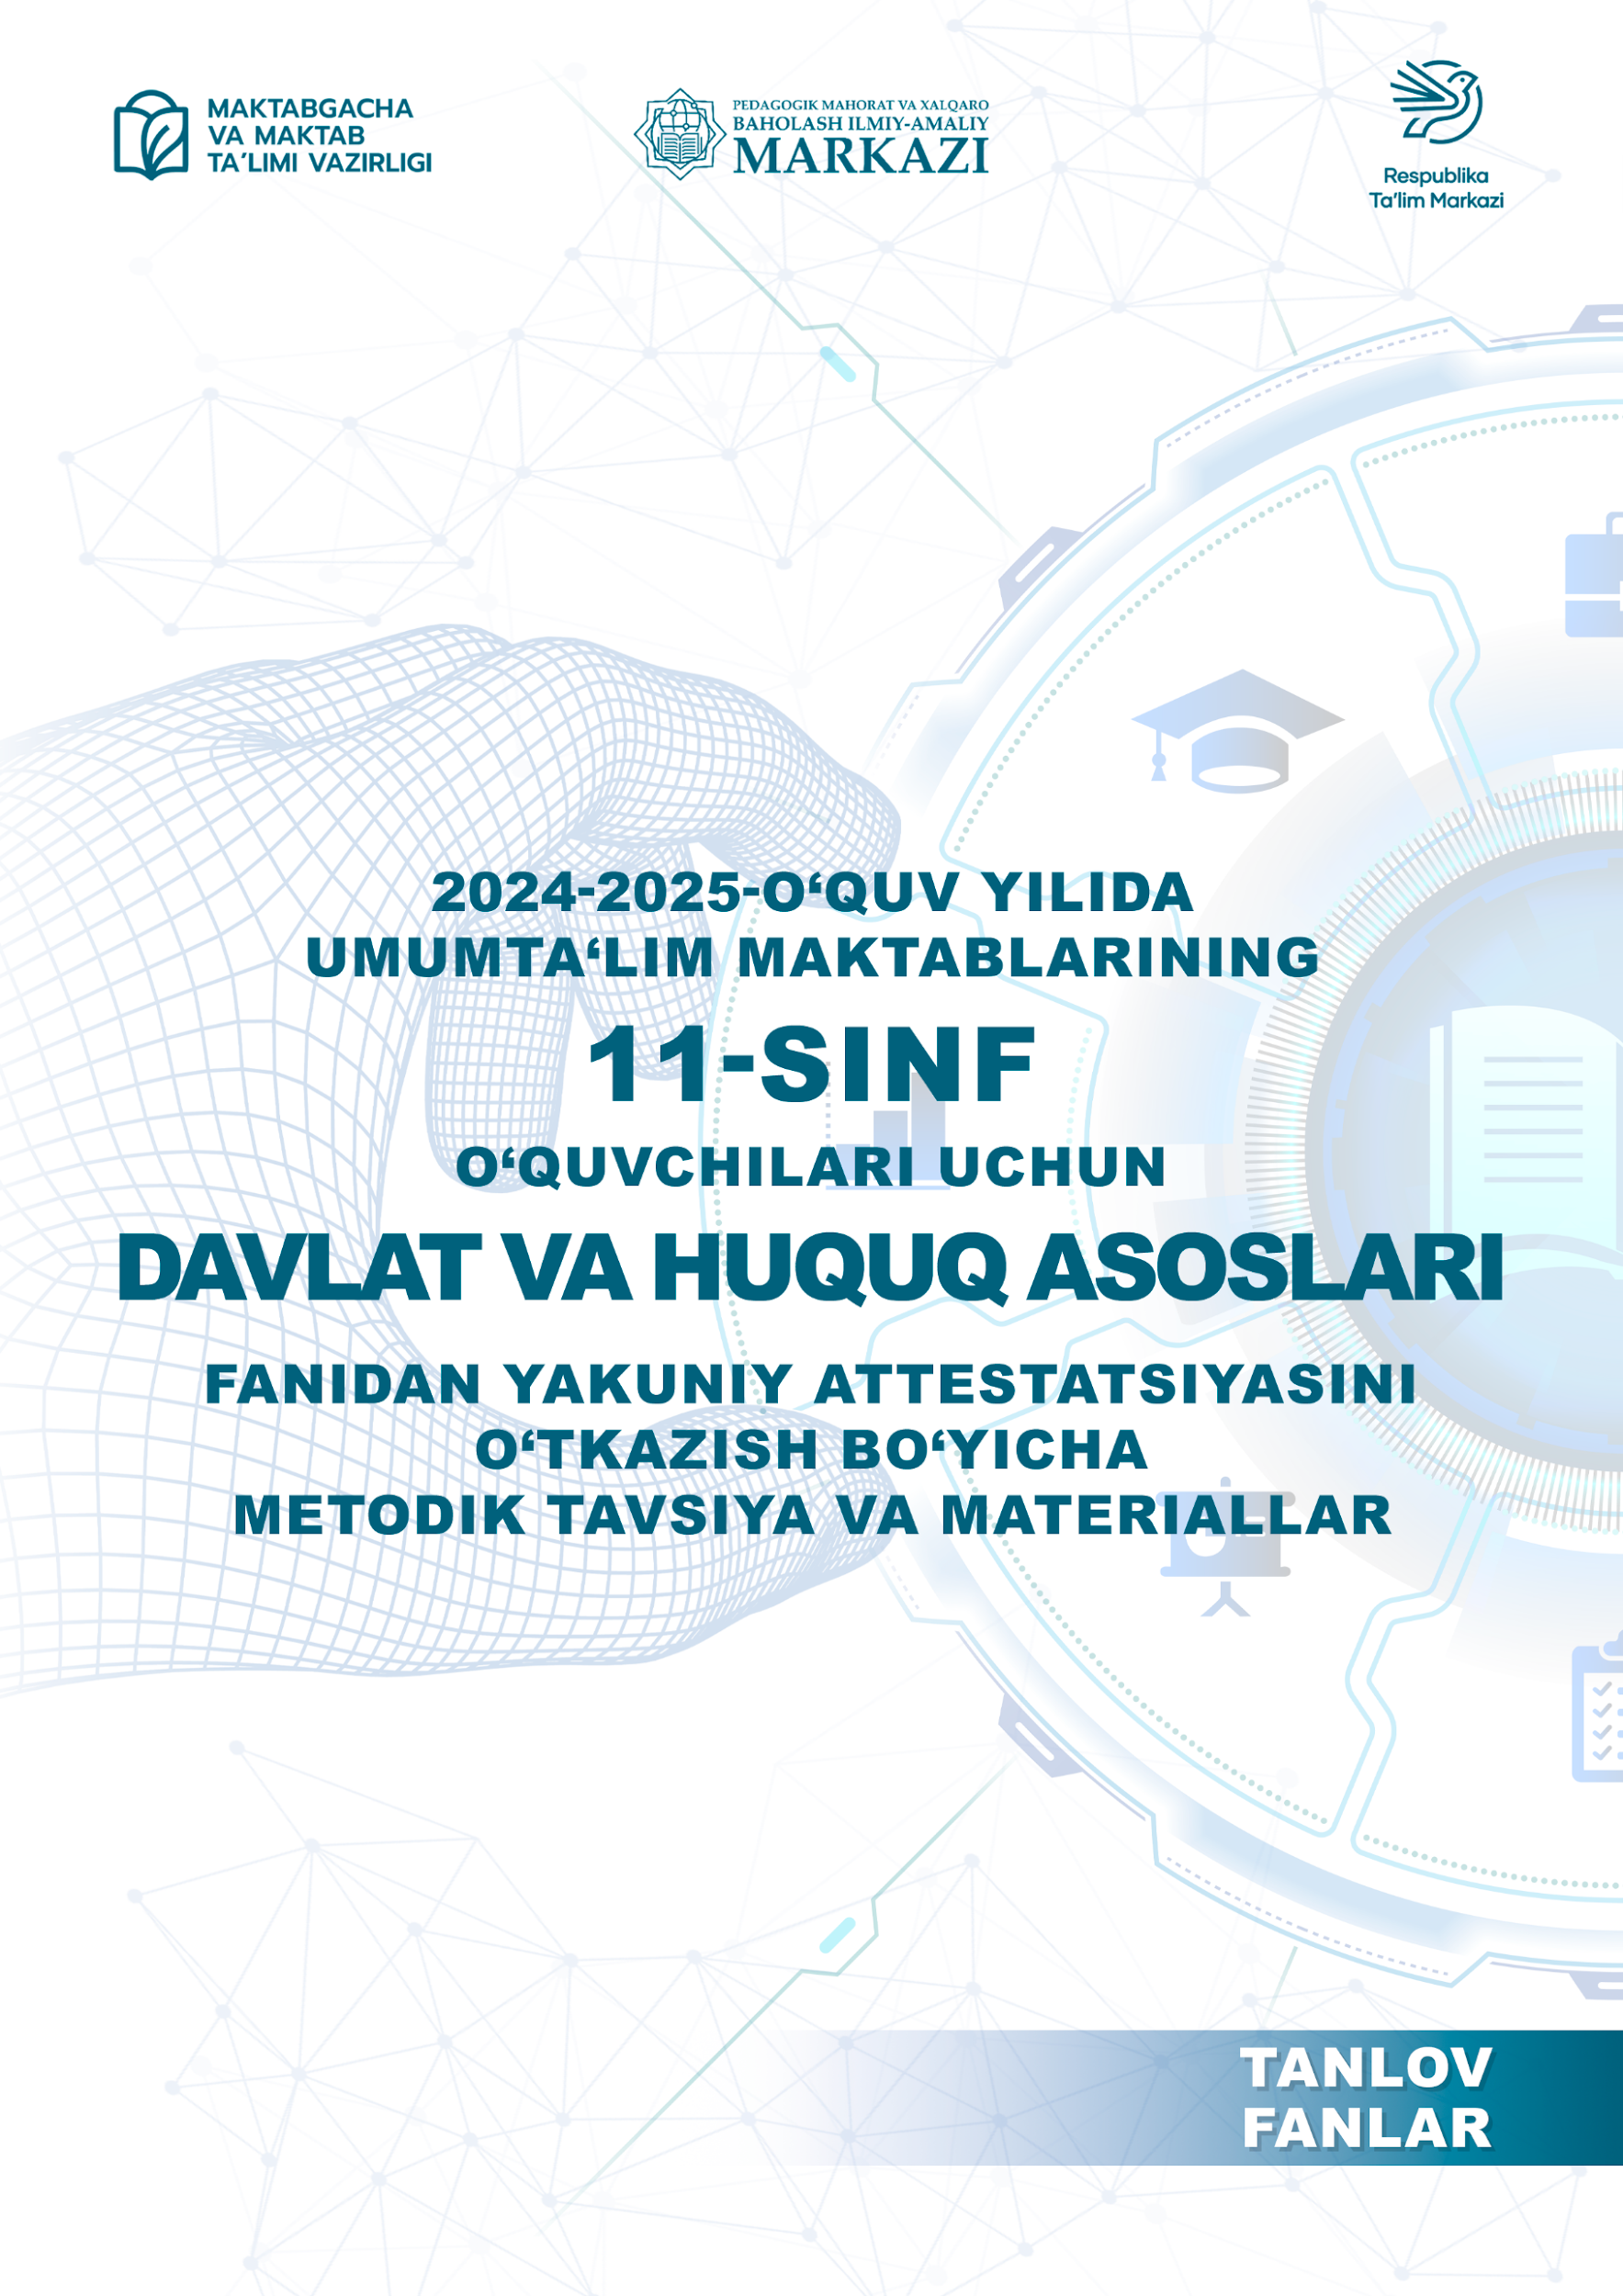 MAKTABGACHA
VA MAKTAB
TA’LIMI VAZIRLIGI
PEDAGOGIK MAHORAT VA XALQARO
BAHOLASH ILMIY-AMALIY
MARKAZI
Respublika
Ta’lim Markazi
2024-2025-O‘QUV YILIDA
UMUMTA‘LIM MAKTABLARINING
11-SINF
O‘QUVCHILARI UCHUN
DAVLAT VA HUQUQ ASOSLARI
FANIDAN YAKUNIY ATTESTATSIYASINI
O‘TKAZISH BO‘YICHA
METODIK TAVSIYA VA MATERIALLAR
TANLOV
FANLAR